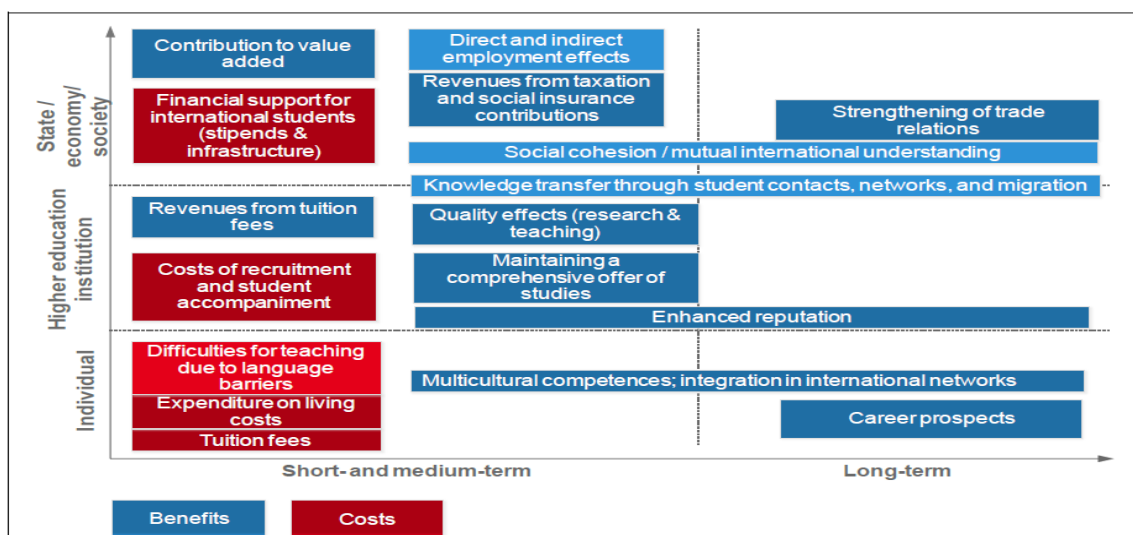 State /
economy/
society
Contribution to value
added
Financial support for
international students
(stipends &
infrastructure)
Direct and indirect
employment effects
Revenues from taxation
and social insurance
contributions
Strengthening of trade
relations
Social cohesion / mutual international understanding
Knowledge transfer through student contacts, networks, and migration
Higher education
institution
Revenues from tuition
fees
Costs of recruitment
and student
accompaniment
Quality effects (research &
teaching)
Maintaining a
comprehensive offer of
studies
Enhanced reputation
Individual
Difficulties for teaching
due to language
barriers
Expenditure on living
costs
Tuition fees
Multicultural competences; integration in international networks
Career prospects
Short- and medium-term
Long-term
Benefits
Costs